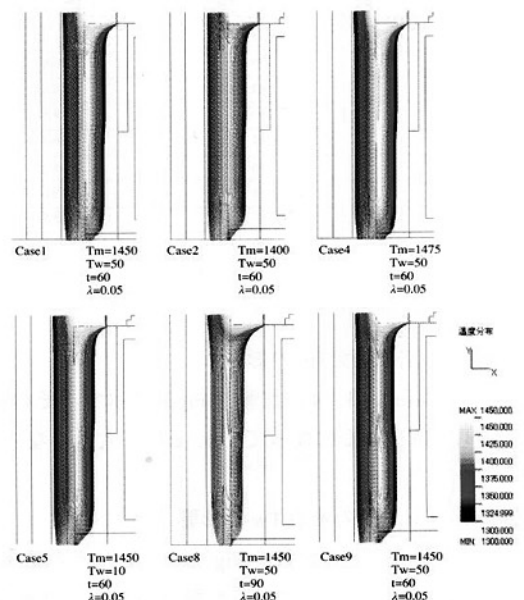 Case1 Tm=1450
Tw=50
t=60
λ=0.05
Case2 Tm=1400
Tw=50
t=60
λ=0.05
Case4 Tm=1475
Tw=50
t=60
λ=0.05
温度分布
Y
X
MAX 1450.000
1450.000
1425.000
1400.000
1375.000
1350.000
1324.999
1300.000
MIN 1300.000
Case5 Tm=1450
Tw=10
t=60
λ=0.05
Case8 Tm=1450
Tw=50
t=90
λ=0.05
Case9 Tm=1450
Tw=50
t=60
λ=0.05